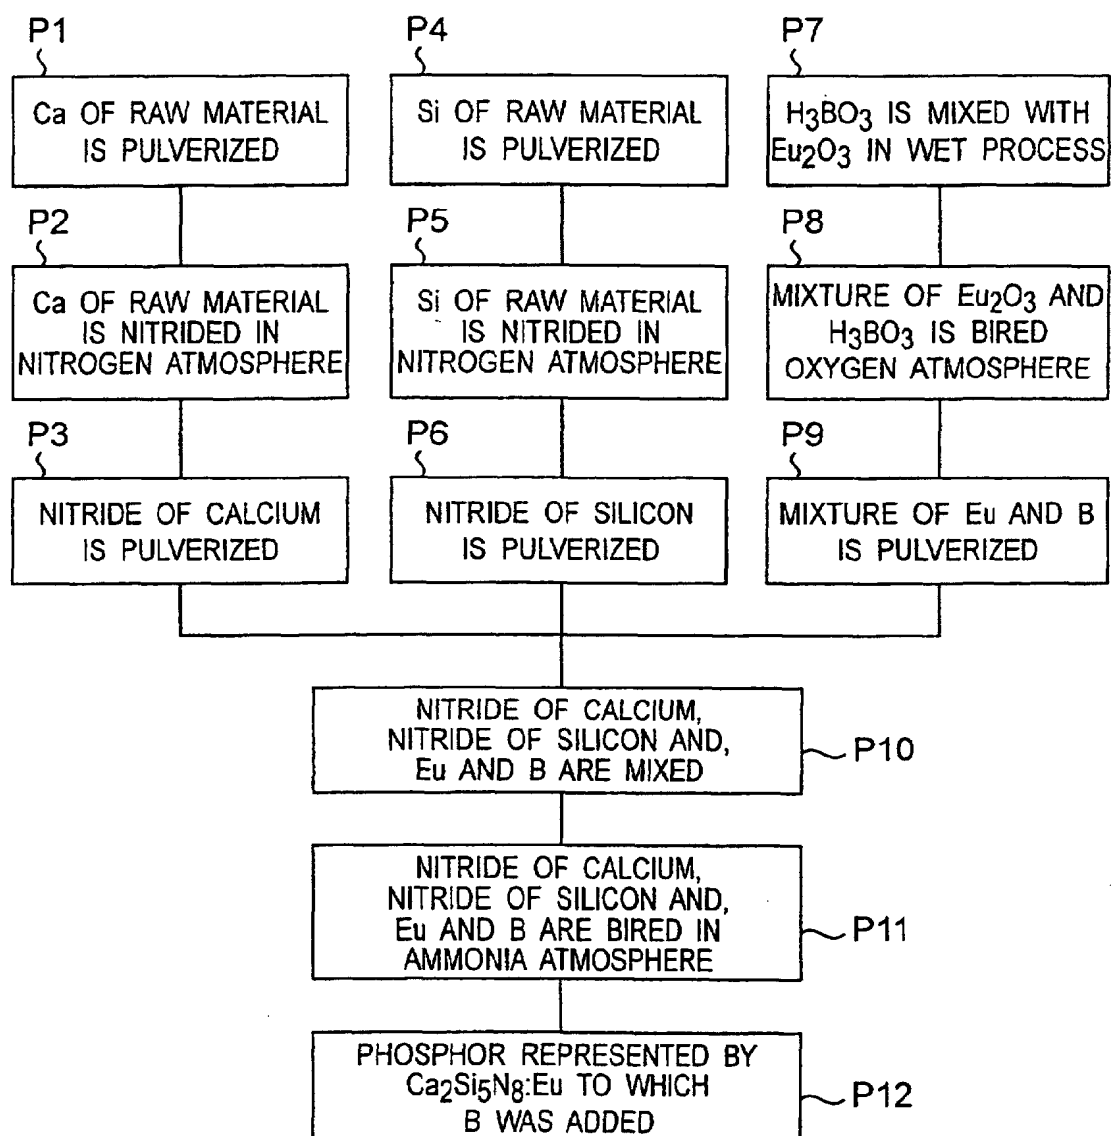 P1
Ca OF RAW MATERIAL
IS PULVERIZED
P4
Si OF RAW MATERIAL
IS PULVERIZED
P7
H3BO3 IS MIXED WITH
Eu2O3 IN WET PROCESS
P2
Ca OF RAW MATERIAL
IS NITRIDED IN
NITROGEN ATMOSPHERE
P5
Si OF RAW MATERIAL
IS NITRIDED IN
NITROGEN ATMOSPHERE
P8
MIXTURE OF Eu2O3 AND
H3BO3 IS BIRED
OXYGEN ATMOSPHERE
P3
NITRIDE OF CALCIUM
IS PULVERIZED
P6
NITRIDE OF SILICON
IS PULVERIZED
P9
MIXTURE OF Eu AND B
IS PULVERIZED
NITRIDE OF CALCIUM,
NITRIDE OF SILICON AND,
Eu AND B ARE MIXED
P10
NITRIDE OF CALCIUM,
NITRIDE OF SILICON AND,
Eu AND B ARE BIRED IN
AMMONIA ATMOSPHERE
P11
PHOSPHOR REPRESENTED BY
Ca2Si5N8:Eu TO WHICH
B WAS ADDED
P12